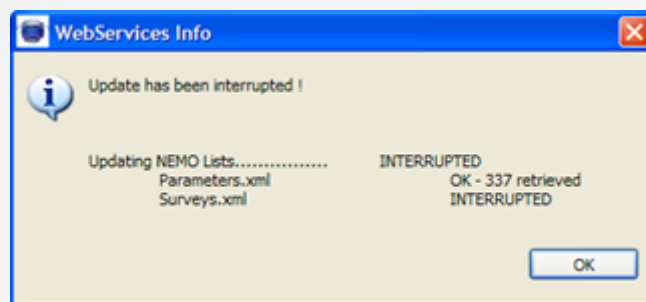 WebServices Info
Update has been interrupted !
Updating NEMO Lists................ INTERRUPTED
Parameters.xml OK - 337 retrieved
Surveys.xml INTERRUPTED
OK